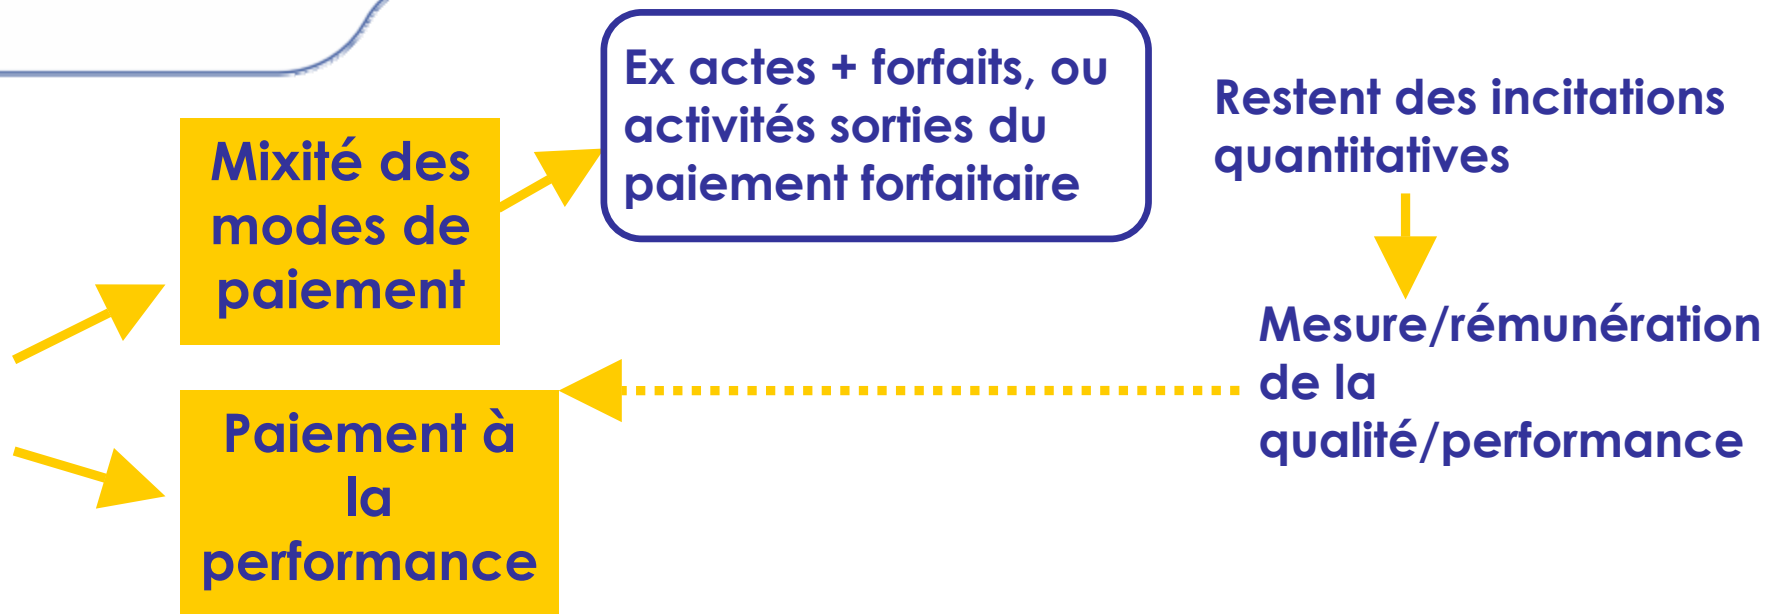 Mixité des
modes de
paiement
Ex actes + forfaits, ou
activités sorties du
paiement forfaitaire
Restent des incitations
quantitatives
Mesure/rémunération
de la
qualité/performance
Paiement à
la
performance